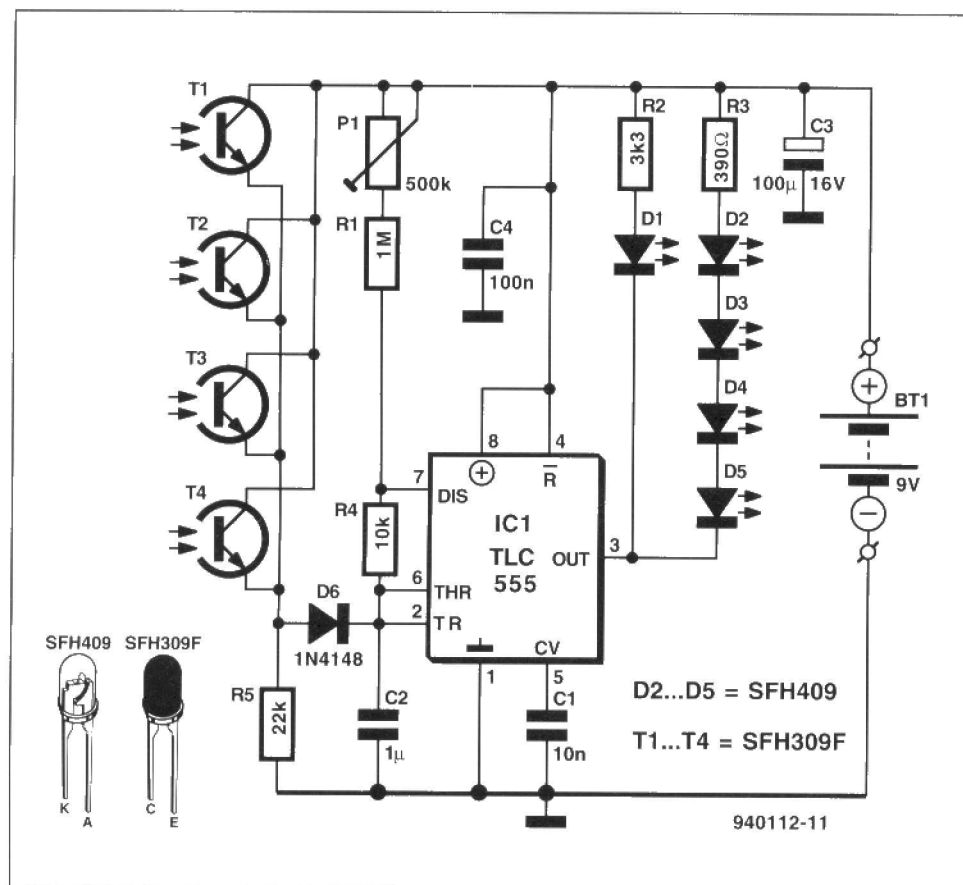 T1
R2
R3
P1
3k3
390Ω
C3
500k
100µ 16V
T2
R1
C4
D1
D2
1M
100n
T3
D3
D4
BT1
8
4
T4
7
DIS
R̅
D5
9V
R4
10k
IC1
TLC
555
OUT
3
D6
6
THR
2
TR
SFH409
SFH309F
1N4148
CV
1
5
R5
22k
C2
C1
D2...D5 = SFH409
1µ
10n
T1...T4 = SFH309F
K
A
C
E
940112-11